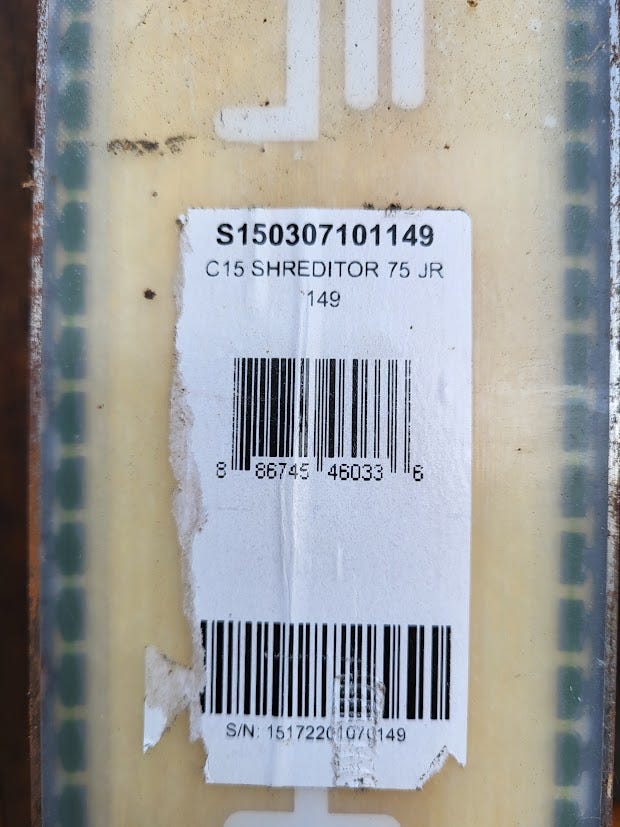 S150307101149
C15 SHREDITOR 75 JR
149
8 86745 46033 6
S/N: 15172201070149